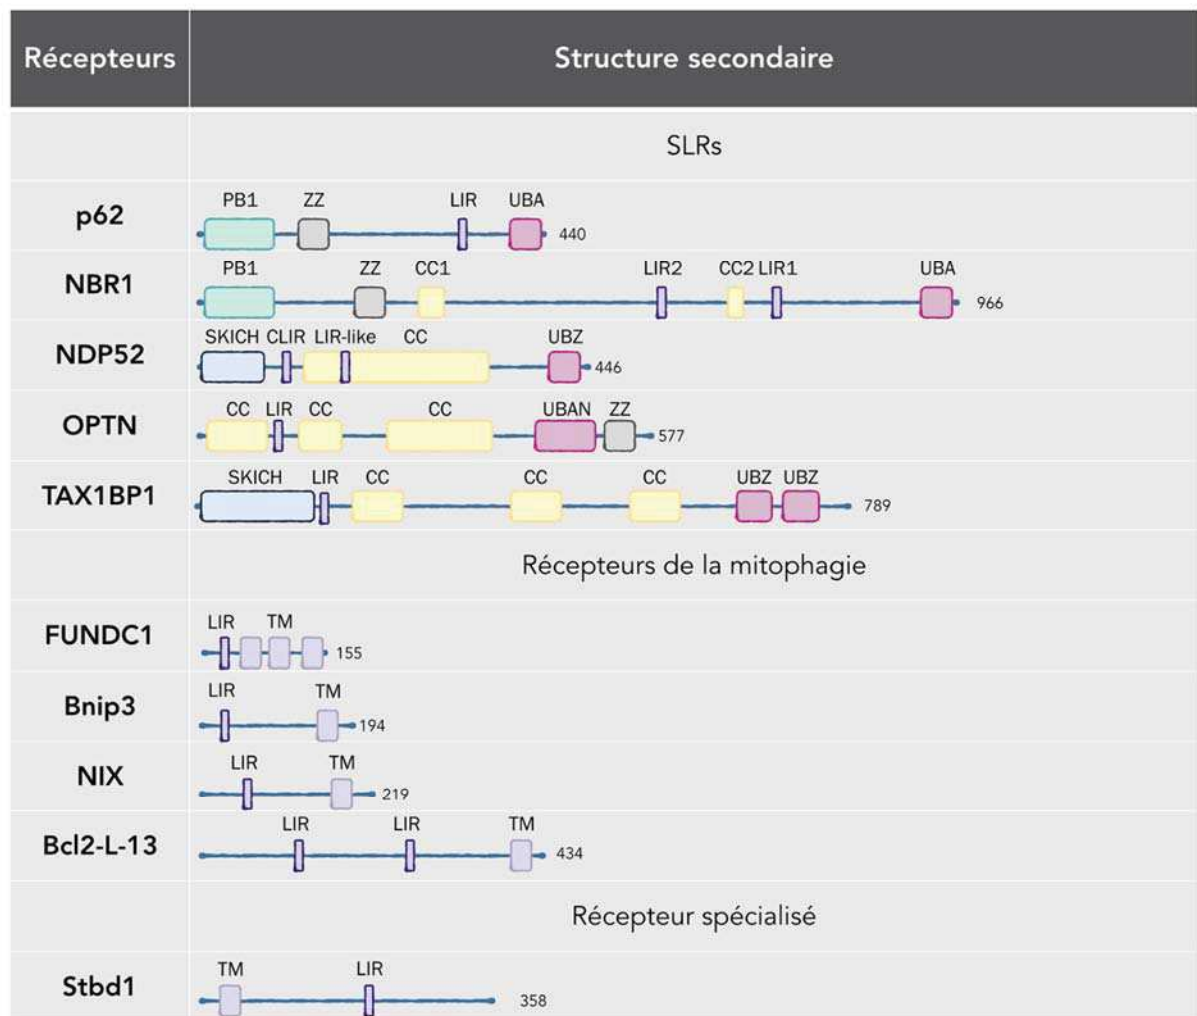 Récepteurs Structure secondaire
SLRs
PB1 ZZ LIR UBA
p62 440
PB1 ZZ CC1 LIR2 CC2 LIR1 UBA
NBR1 966
SKICH CLIR LIR-like CC UBZ
NDP52 446
CC LIR CC CC UBAN ZZ
OPTN 577
SKICH LIR CC CC CC UBZ UBZ
TAX1BP1 789
Récepteurs de la mitophagie
LIR TM
FUNDC1 155
LIR TM
Bnip3 194
LIR TM
NIX 219
LIR LIR TM
Bcl2-L-13 434
Récepteur spécialisé
TM LIR
Stbd1 358